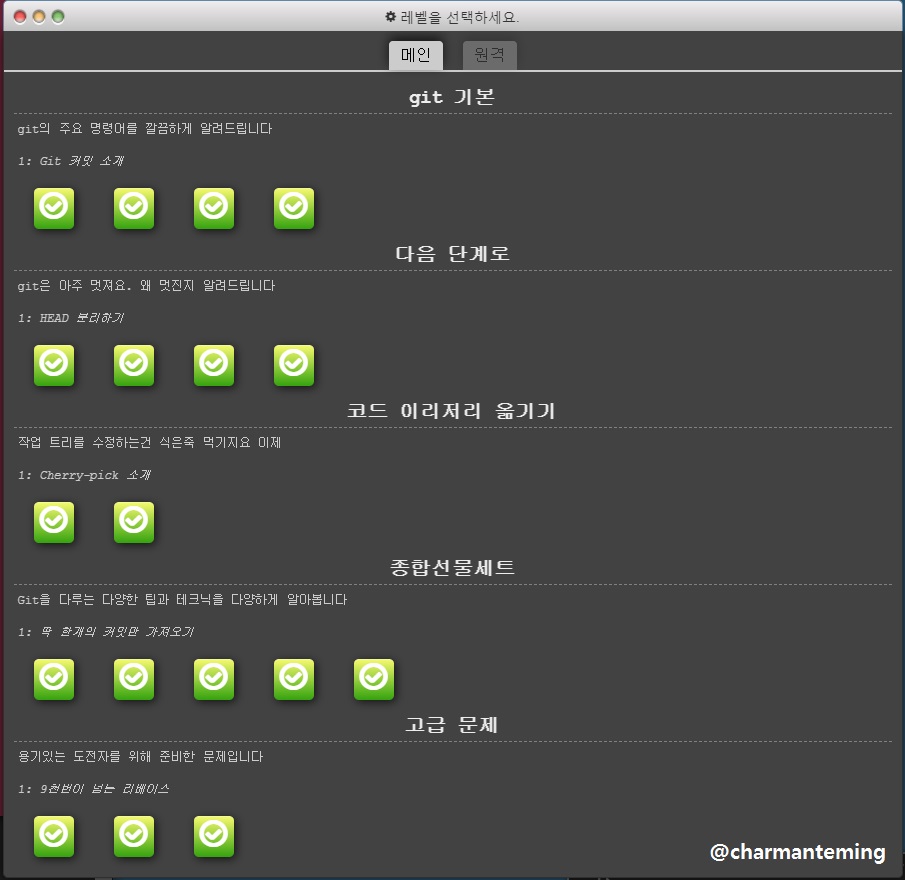 레벨을 선택하세요.
메인 원격
git 기본
git의 주요 명령어를 깔끔하게 알려드립니다
1: Git 커밋 소개
다음 단계로
git은 아주 멋져요. 왜 멋진지 알려드립니다
1: HEAD 분리하기
코드 이리저리 옮기기
작업 트리를 수정하는건 식은죽 먹기지요 이제
1: Cherry-pick 소개
종합선물세트
Git을 다루는 다양한 팁과 테크닉을 다양하게 알아봅니다
1: 딱 한개의 커밋만 가져오기
고급 문제
용기있는 도전자를 위해 준비한 문제입니다
1: 9천번이 넘는 리베이스
@charmanteming